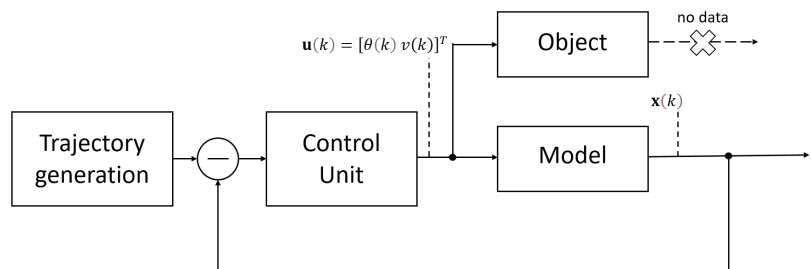 no data
𝐮(𝑘) = [𝜃(𝑘) 𝑣(𝑘)]ᵀ
Object
𝐱(𝑘)
Trajectory
generation
−
Control
Unit
Model